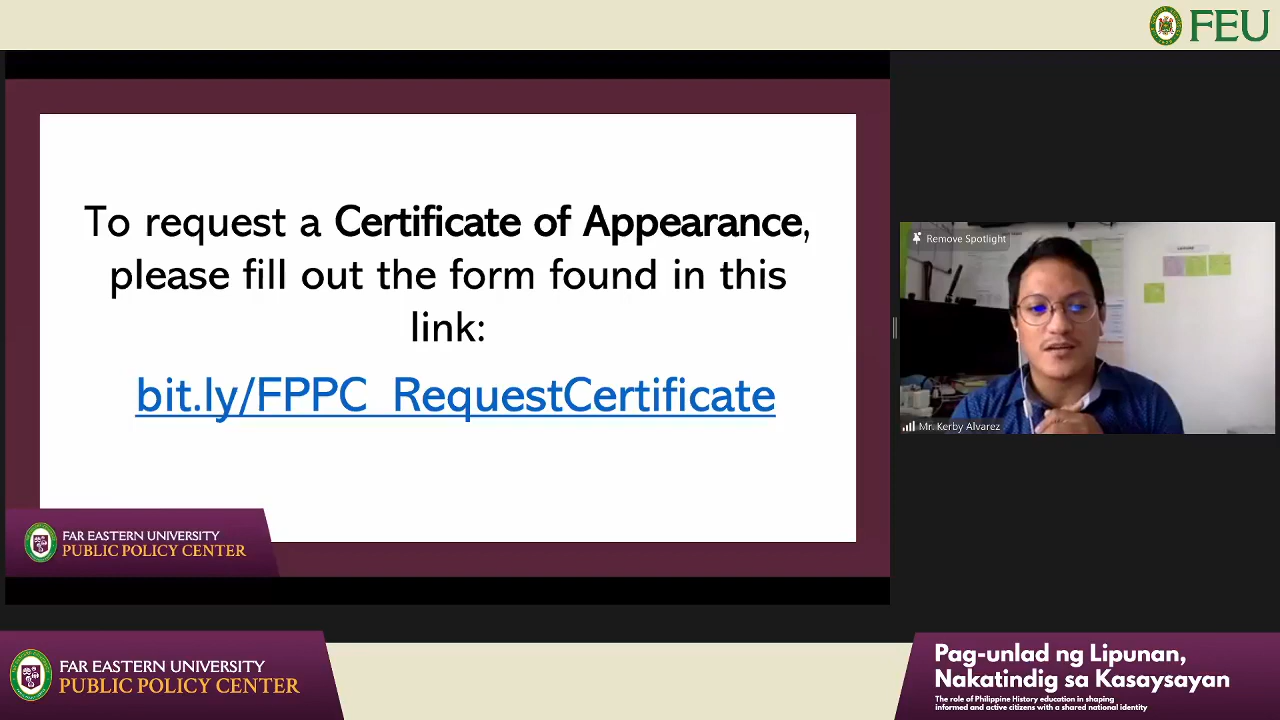 FEU
To request a Certificate of Appearance,
please fill out the form found in this
link:
bit.ly/FPPC_RequestCertificate
Remove Spotlight
Mr. Kerby Alvarez
FAR EASTERN UNIVERSITY
PUBLIC POLICY CENTER
FAR EASTERN UNIVERSITY
PUBLIC POLICY CENTER
Pag-unlad ng Lipunan,
Nakatindig sa Kasaysayan
The role of Philippine History education in shaping
informed and active citizens with a shared national identity